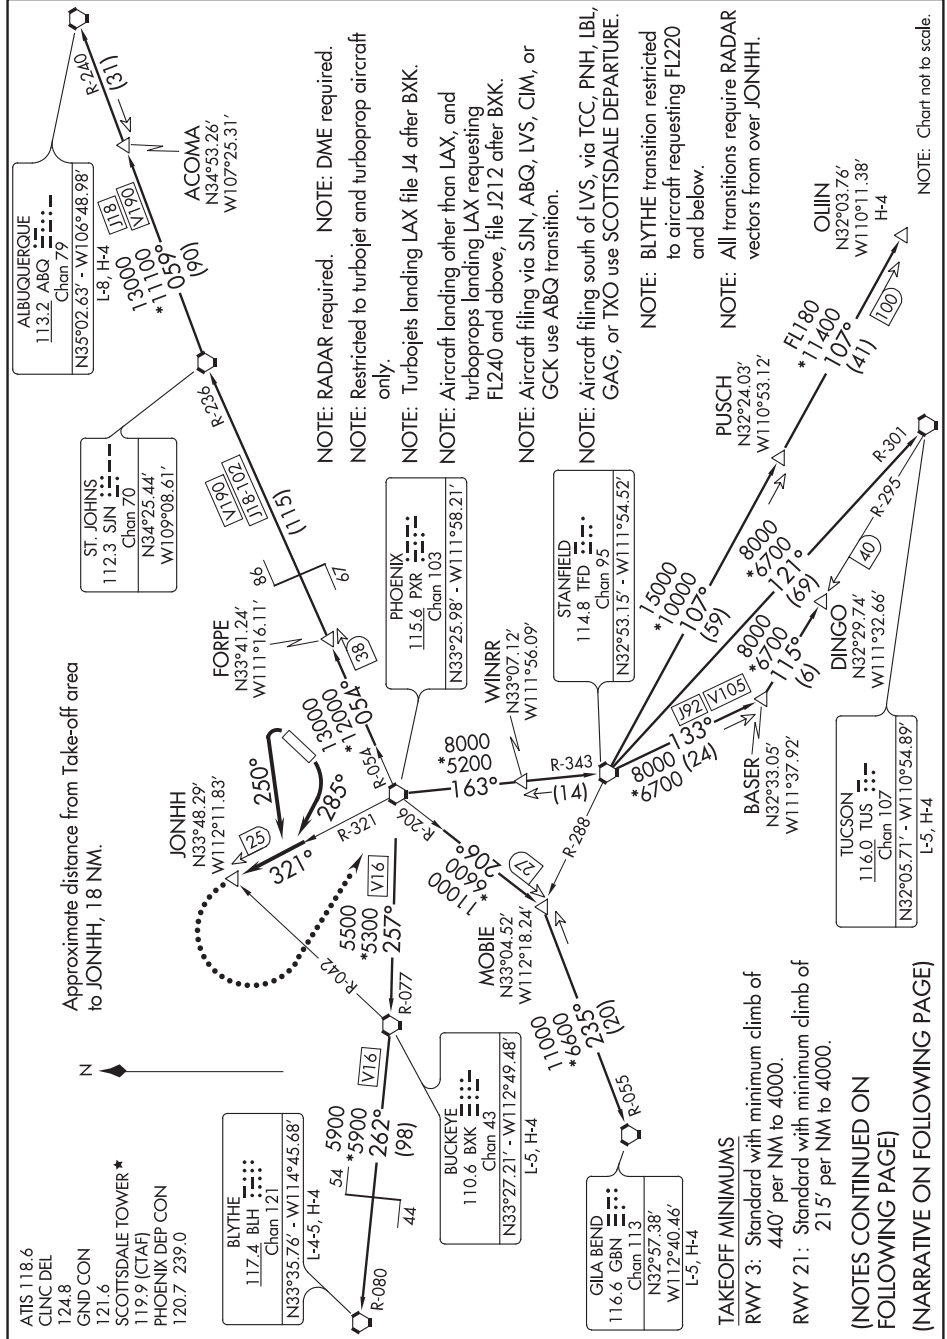 ATIS 118.6
CLNC DEL
124.8
GND CON
121.6
SCOTTSDALE TOWER★
119.9 (CTAF)
PHOENIX DEP CON
120.7 239.0
N
Approximate distance from Take-off area
to JONHH, 18 NM.
ALBUQUERQUE
113.2 ABQ
Chan 79
N35°02.63' - W106°48.98'
L-8, H-4
R-240
(31)
ACOMA
N34°53.26'
W107°25.31'
J18
V190
13000
*11100
059°
(90)
ST. JOHNS
112.3 SJN
Chan 70
N34°25.44'
W109°08.61'
R-236
V190
J18-102
(115)
86
67
FORPE
N33°41.24'
W111°16.11'
38
13000
*12000
054°
R-054
PHOENIX
115.6 PXR
Chan 103
N33°25.98' - W111°58.21'
JONHH
N33°48.29'
W112°11.83'
25
250°
285°
321°
R-321
R-042
R-206
V16
5500
*5300
257°
R-077
11000
*6600
206°
27
8000
*5200
163°
WINRR
N33°07.12'
W111°56.09'
(14)
R-343
STANFIELD
114.8 TFD
Chan 95
N32°53.15' - W111°54.52'
R-288
MOBIE
N33°04.52'
W112°18.24'
11000
*6600
235°
(20)
R-055
GILA BEND
116.6 GBN
Chan 113
N32°57.38'
W112°40.46'
L-5, H-4
BUCKEYE
110.6 BXK
Chan 43
N33°27.21' - W112°49.48'
L-5, H-4
V16
5900
*5900
262°
(98)
54
44
R-080
BLYTHE
117.4 BLH
Chan 121
N33°35.76' - W114°45.68'
L-4-5, H-4
15000
*10000
107°
(59)
PUSCH
N32°24.03'
W110°53.12'
FL180
*11400
107°
(41)
100
OLIIN
N32°03.76'
W110°11.38'
H-4
8000
*6700
121°
(69)
R-301
R-295
40
J92
V105
133°
8000
*6700
(24)
BASER
N32°33.05'
W111°37.92'
8000
*6700
115°
(6)
DINGO
N32°29.74'
W111°32.66'
TUCSON
116.0 TUS
Chan 107
N32°05.71' - W110°54.89'
L-5, H-4
NOTE: RADAR required. NOTE: DME required.
NOTE: Restricted to turbojet and turboprop aircraft
only.
NOTE: Turbojets landing LAX file J4 after BXK.
NOTE: Aircraft landing other than LAX, and
turboprops landing LAX requesting
FL240 and above, file J212 after BXK.
NOTE: Aircraft filing via SJN, ABQ, LVS, CIM, or
GCK use ABQ transition.
NOTE: Aircraft filing south of LVS, via TCC, PNH, LBL,
GAG, or TXO use SCOTTSDALE DEPARTURE.
NOTE: BLYTHE transition restricted
to aircraft requesting FL220
and below.
NOTE: All transitions require RADAR
vectors from over JONHH.
NOTE: Chart not to scale.
TAKEOFF MINIMUMS
RWY 3: Standard with minimum climb of
440' per NM to 4000.
RWY 21: Standard with minimum climb of
215' per NM to 4000.
(NOTES CONTINUED ON
FOLLOWING PAGE)
(NARRATIVE ON FOLLOWING PAGE)